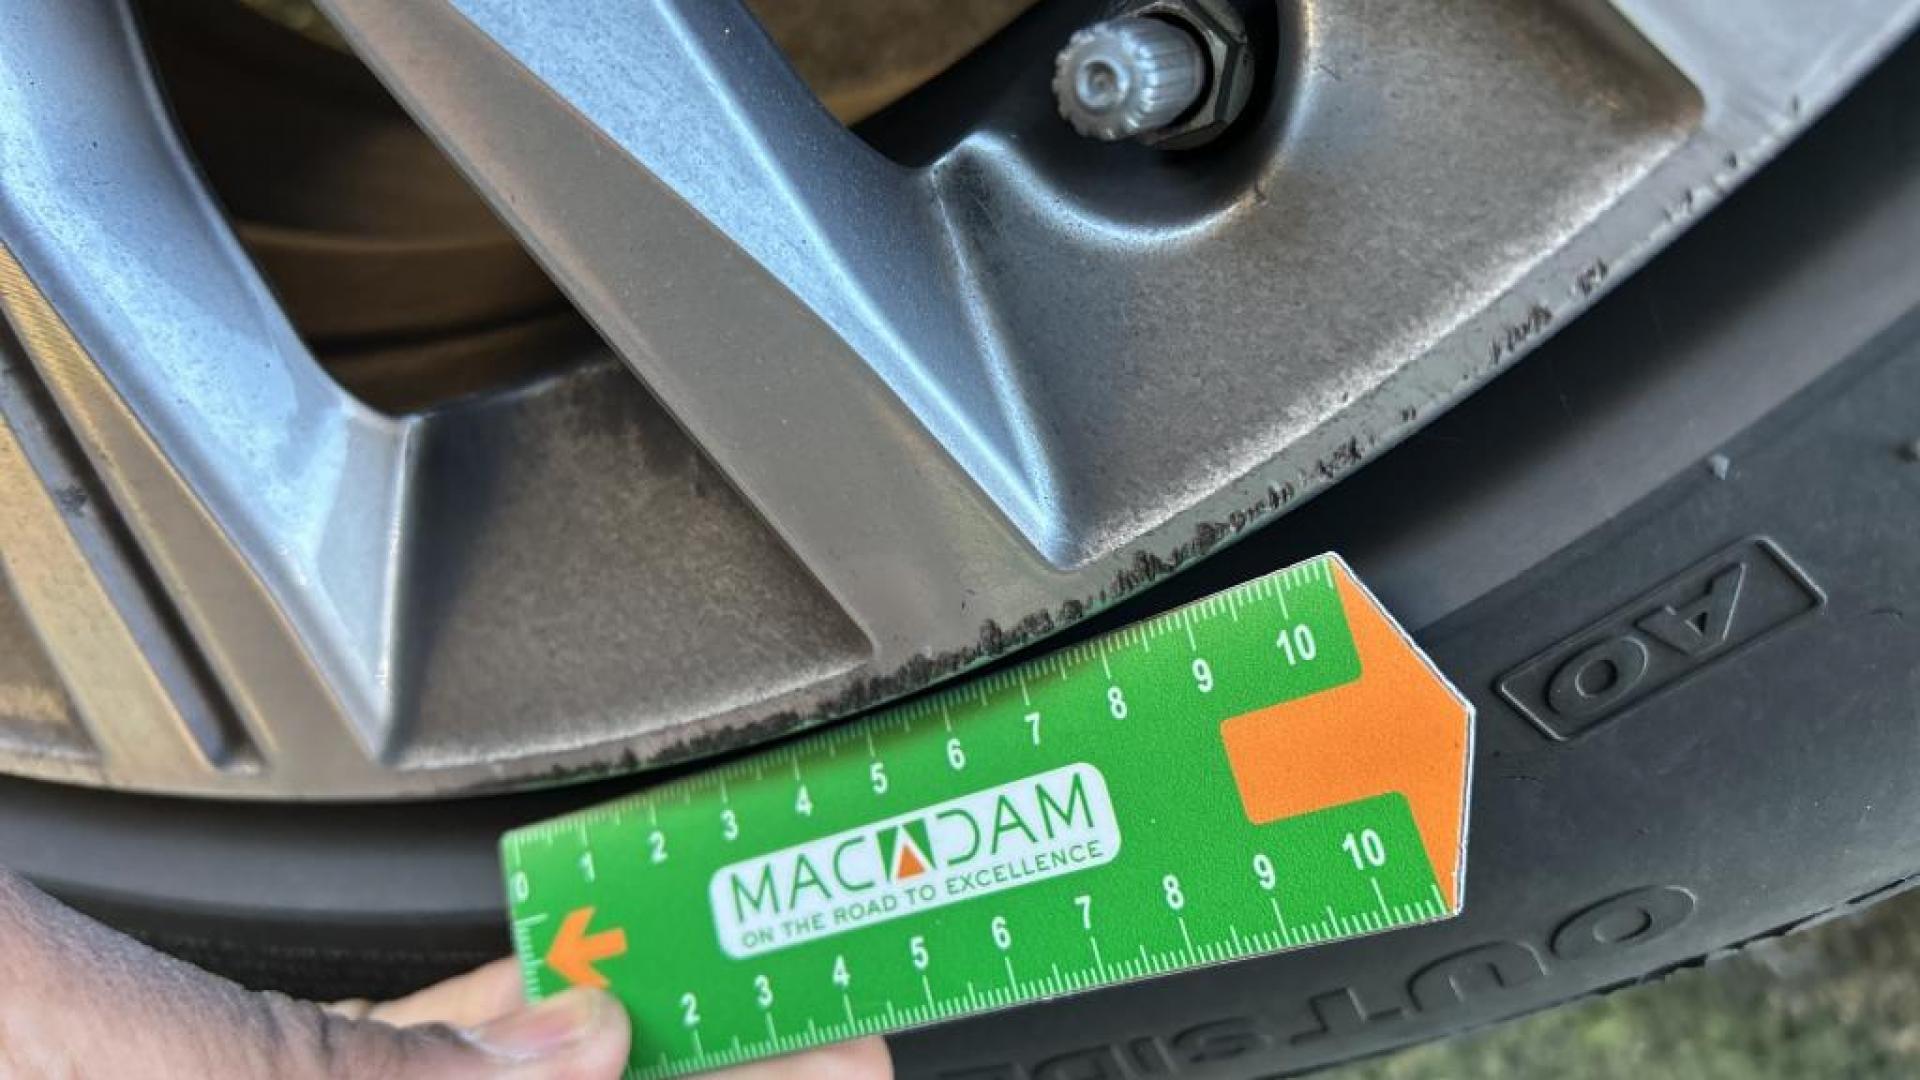 0 1 2 3 4 5 6 7 8 9 10
MACADAM
ON THE ROAD TO EXCELLENCE
2 3 4 5 6 7 8 9 10
AO
OUTSIDE